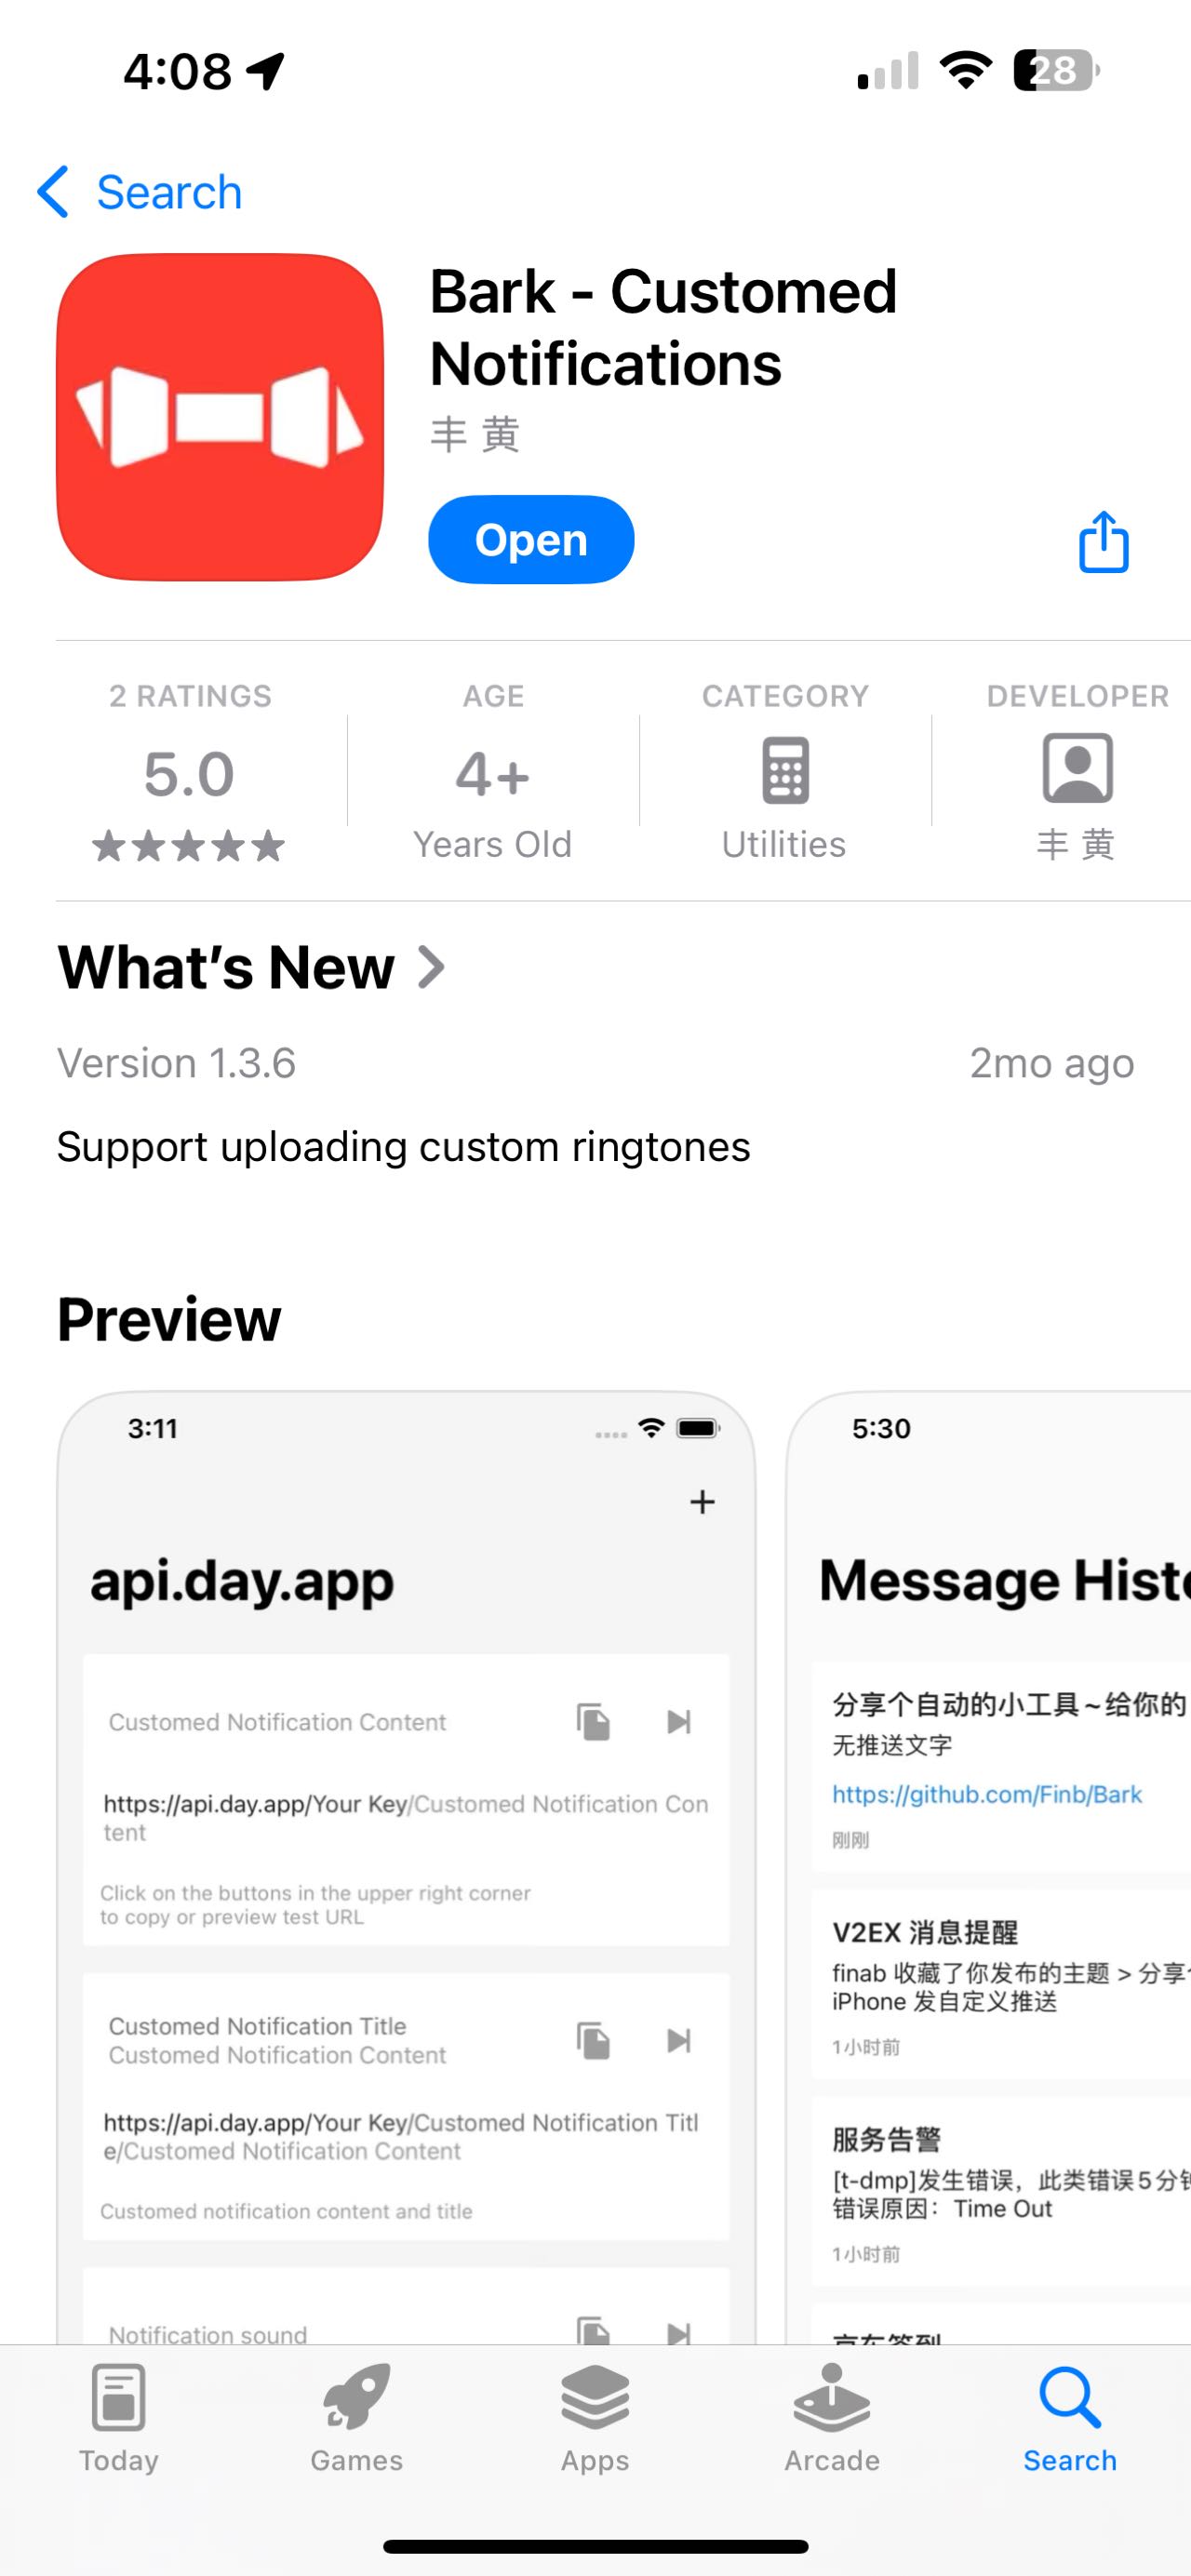 4:08
28
Search
Bark - Customed
Notifications
丰 黄
Open
2 RATINGS
5.0
AGE
4+
Years Old
CATEGORY
Utilities
DEVELOPER
丰 黄
What's New
Version 1.3.6
2mo ago
Support uploading custom ringtones
Preview
3:11
+
api.day.app
Customed Notification Content
https://api.day.app/Your Key/Customed Notification Con
tent
Click on the buttons in the upper right corner
to copy or preview test URL
Customed Notification Title
Customed Notification Content
https://api.day.app/Your Key/Customed Notification Titl
e/Customed Notification Content
Customed notification content and title
Notification sound
5:30
Message Histo
分享个自动的小工具~给你的
无推送文字
https://github.com/Finb/Bark
刚刚
V2EX 消息提醒
finab 收藏了你发布的主题 > 分享
iPhone 发自定义推送
1小时前
服务告警
[t-dmp]发生错误，此类错误5分钟
错误原因：Time Out
1小时前
京东签到
Today
Games
Apps
Arcade
Search